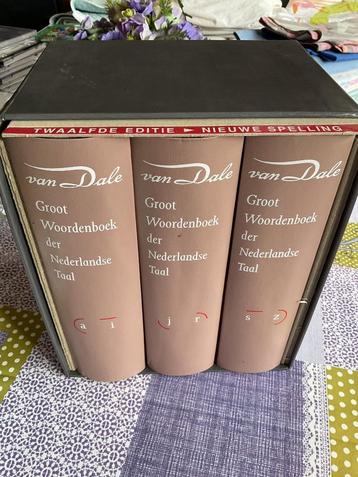 TWAALFDE EDITIE ► NIEUWE SPELLING
van Dale
Groot
Woordenboek
der
Nederlandse
Taal
a i
van Dale
Groot
Woordenboek
der
Nederlandse
Taal
j r
van Dale
Groot
Woordenboek
der
Nederlandse
Taal
s z